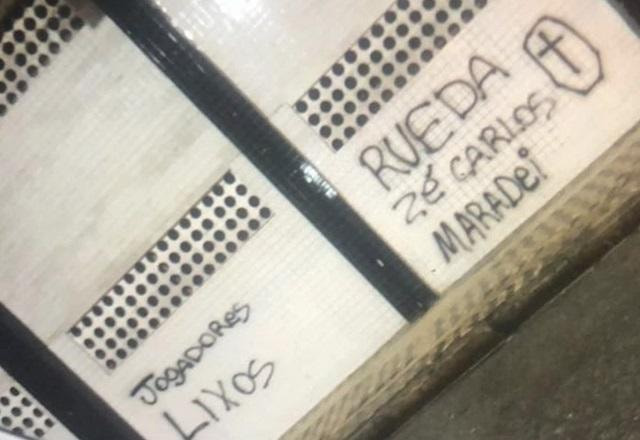 RUEDA
Zé CARLOS
MARADEi
JOGADOREs
LIXOS